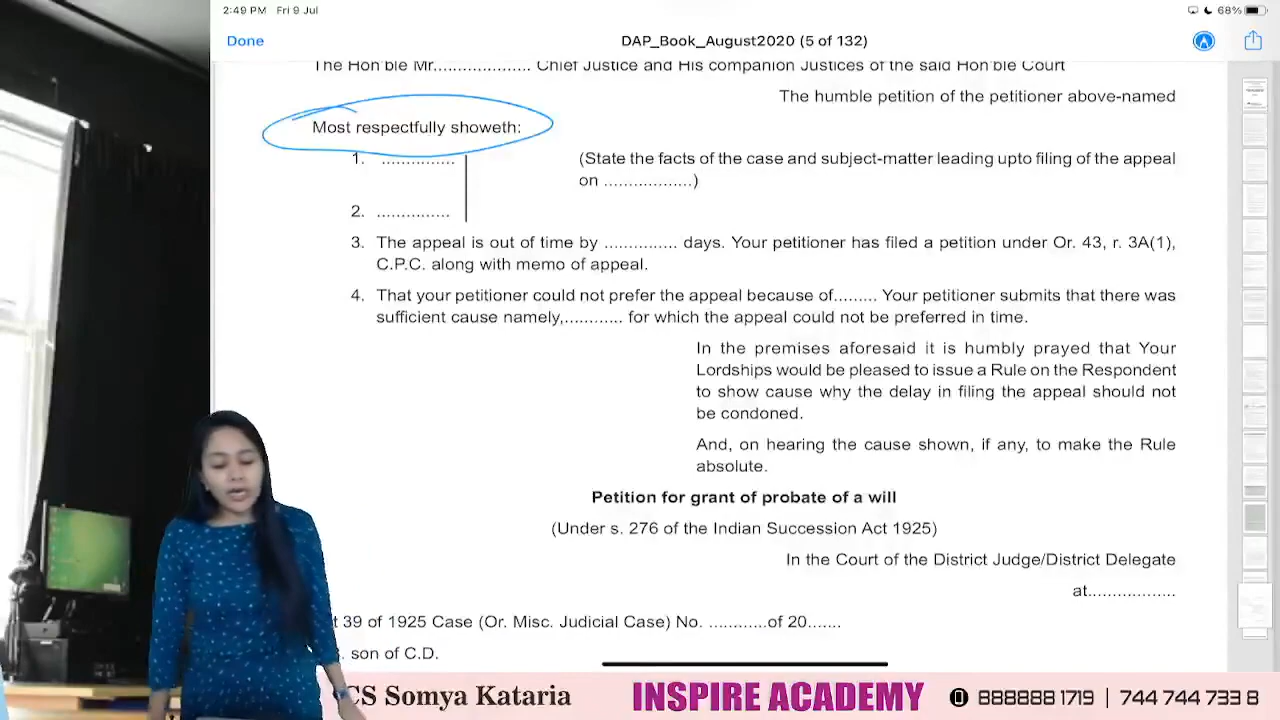 2:49 PM Fri 9 Jul
68%
Done
DAP_Book_August2020 (5 of 132)
The Hon'ble Mr.................... Chief Justice and His companion Justices of the said Hon'ble Court
The humble petition of the petitioner above-named
Most respectfully showeth:
1. ...............
(State the facts of the case and subject-matter leading upto filing of the appeal
on ..................)
2. ...............
3. The appeal is out of time by ............... days. Your petitioner has filed a petition under Or. 43, r. 3A(1),
C.P.C. along with memo of appeal.
4. That your petitioner could not prefer the appeal because of......... Your petitioner submits that there was
sufficient cause namely,............ for which the appeal could not be preferred in time.
In the premises aforesaid it is humbly prayed that Your
Lordships would be pleased to issue a Rule on the Respondent
to show cause why the delay in filing the appeal should not
be condoned.
And, on hearing the cause shown, if any, to make the Rule
absolute.
Petition for grant of probate of a will
(Under s. 276 of the Indian Succession Act 1925)
In the Court of the District Judge/District Delegate
at..................
39 of 1925 Case (Or. Misc. Judicial Case) No. ............of 20.......
son of C.D.
CS Somya Kataria INSPIRE ACADEMY 888888 1719 | 744 744 733 8